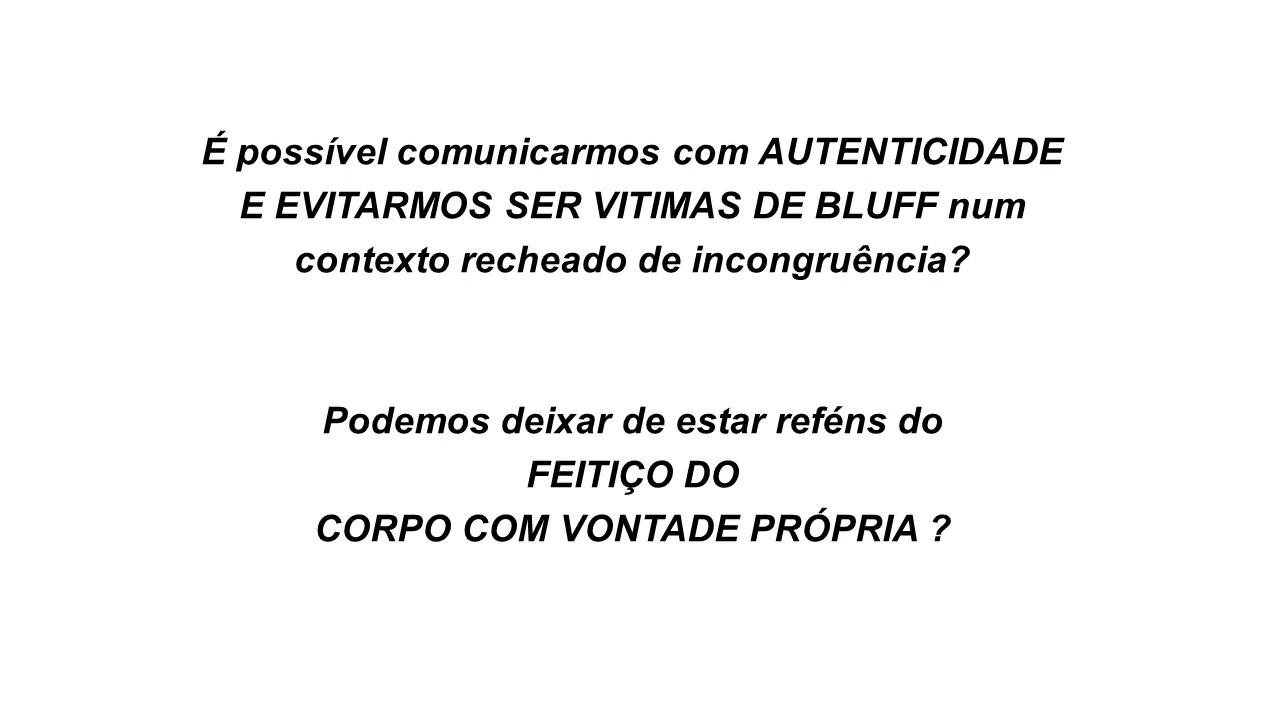 É possível comunicarmos com AUTENTICIDADE
E EVITARMOS SER VITIMAS DE BLUFF num
contexto recheado de incongruência?
Podemos deixar de estar reféns do
FEITIÇO DO
CORPO COM VONTADE PRÓPRIA ?